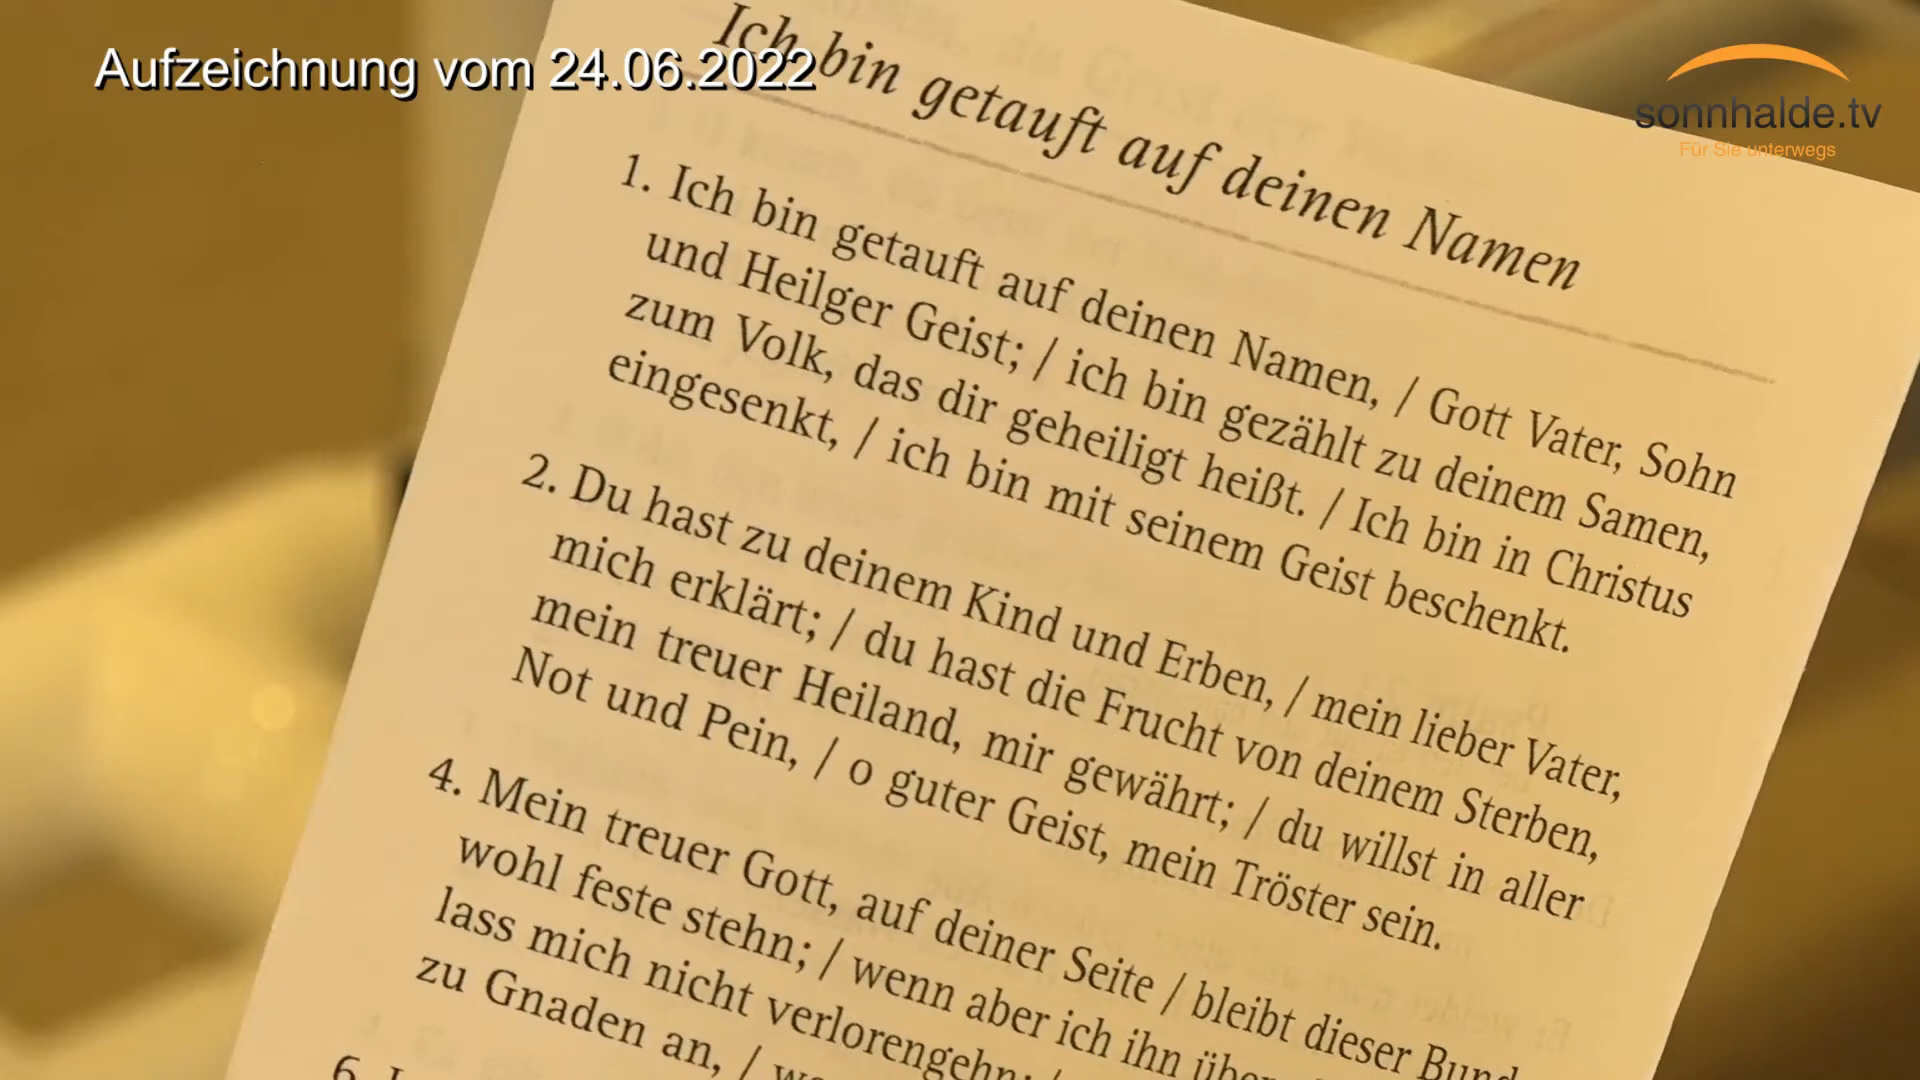 Aufzeichnung vom 24.06.2022
sonnhalde.tv
Für Sie unterwegs
Ich bin getauft auf deinen Namen
1. Ich bin getauft auf deinen Namen, / Gott Vater, Sohn
und Heilger Geist; / ich bin gezählt zu deinem Samen,
zum Volk, das dir geheiligt heißt. / Ich bin in Christus
eingesenkt, / ich bin mit seinem Geist beschenkt.
2. Du hast zu deinem Kind und Erben, / mein lieber Vater,
mich erklärt; / du hast die Frucht von deinem Sterben,
mein treuer Heiland, mir gewährt; / du willst in aller
Not und Pein, / o guter Geist, mein Tröster sein.
4. Mein treuer Gott, auf deiner Seite / bleibt dieser Bund
wohl feste stehn; / wenn aber ich ihn
lass mich nicht verlorengehn; /
zu Gnaden an, /
6.